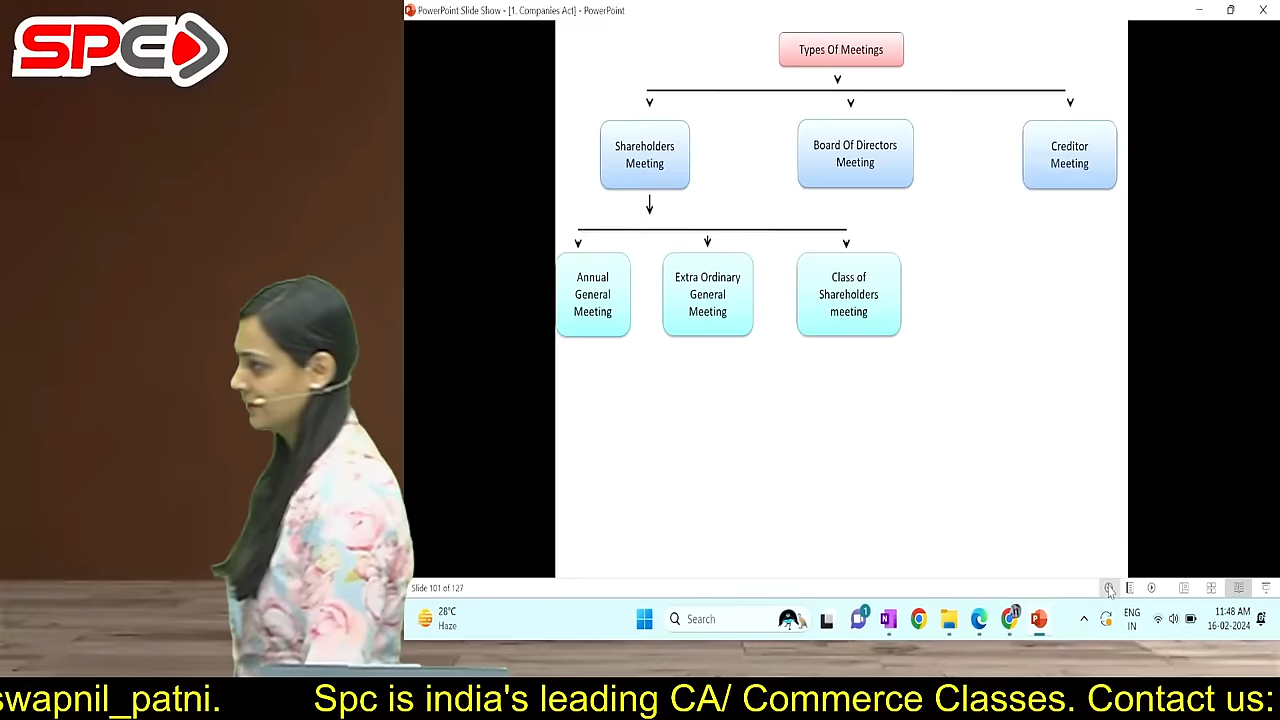 SPC
PowerPoint Slide Show - [1. Companies Act] - PowerPoint
Types Of Meetings
Shareholders
Meeting
Board Of Directors
Meeting
Creditor
Meeting
Annual
General
Meeting
Extra Ordinary
General
Meeting
Class of
Shareholders
meeting
Slide 101 of 127
28°C
Haze
Search
1
ENG
IN
11:48 AM
16-02-2024
swapnil_patni. Spc is india's leading CA/ Commerce Classes. Contact us: